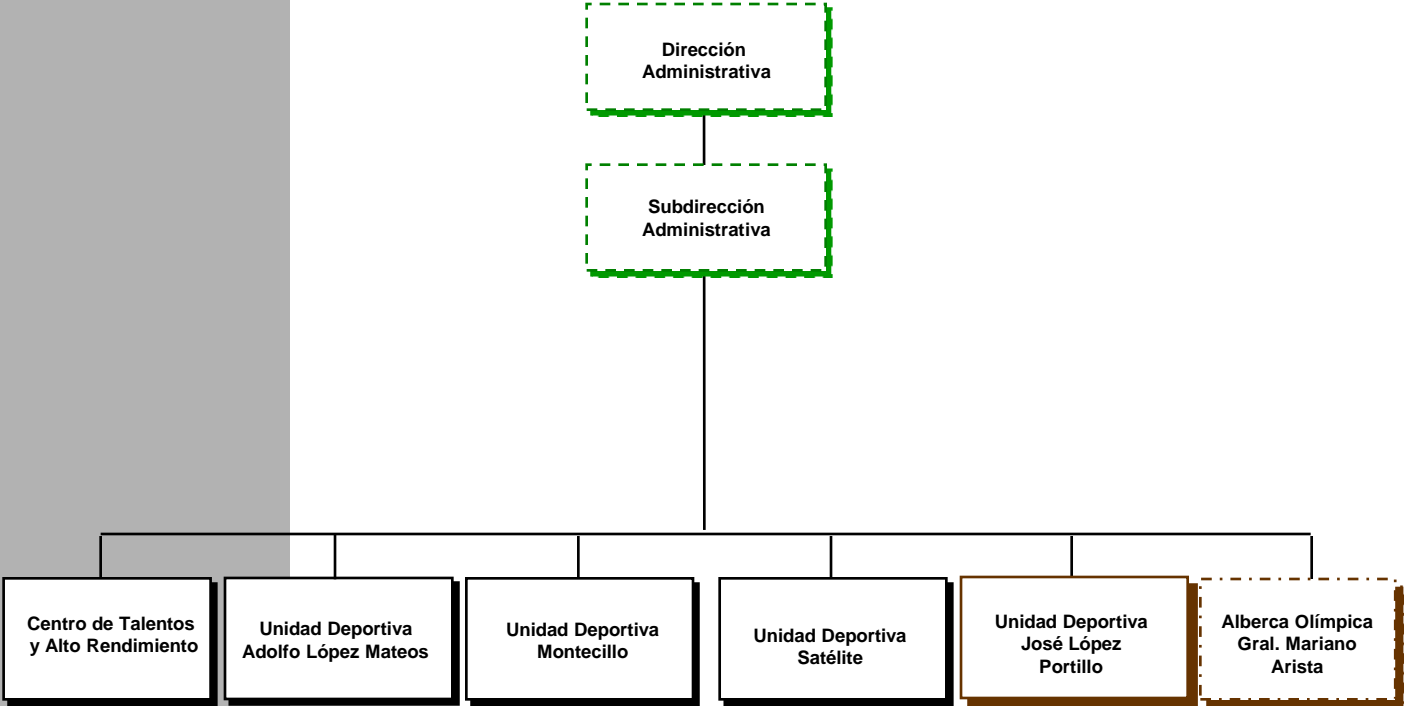 Dirección
Administrativa
Subdirección
Administrativa
Centro de Talentos
y Alto Rendimiento
Unidad Deportiva
Adolfo López Mateos
Unidad Deportiva
Montecillo
Unidad Deportiva
Satélite
Unidad Deportiva
José López
Portillo
Alberca Olímpica
Gral. Mariano
Arista